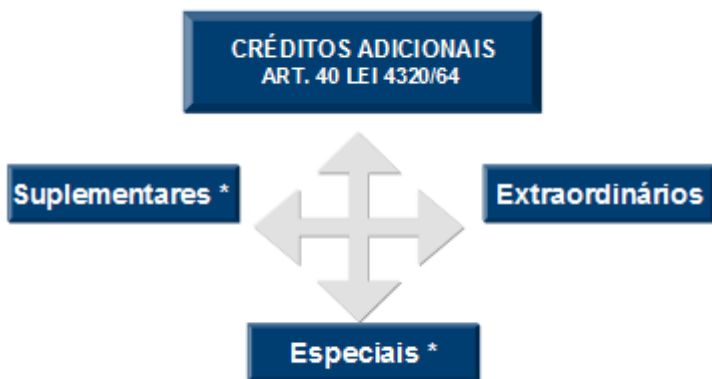 CRÉDITOS ADICIONAIS
ART. 40 LEI 4320/64
Suplementares *
Extraordinários
Especiais *